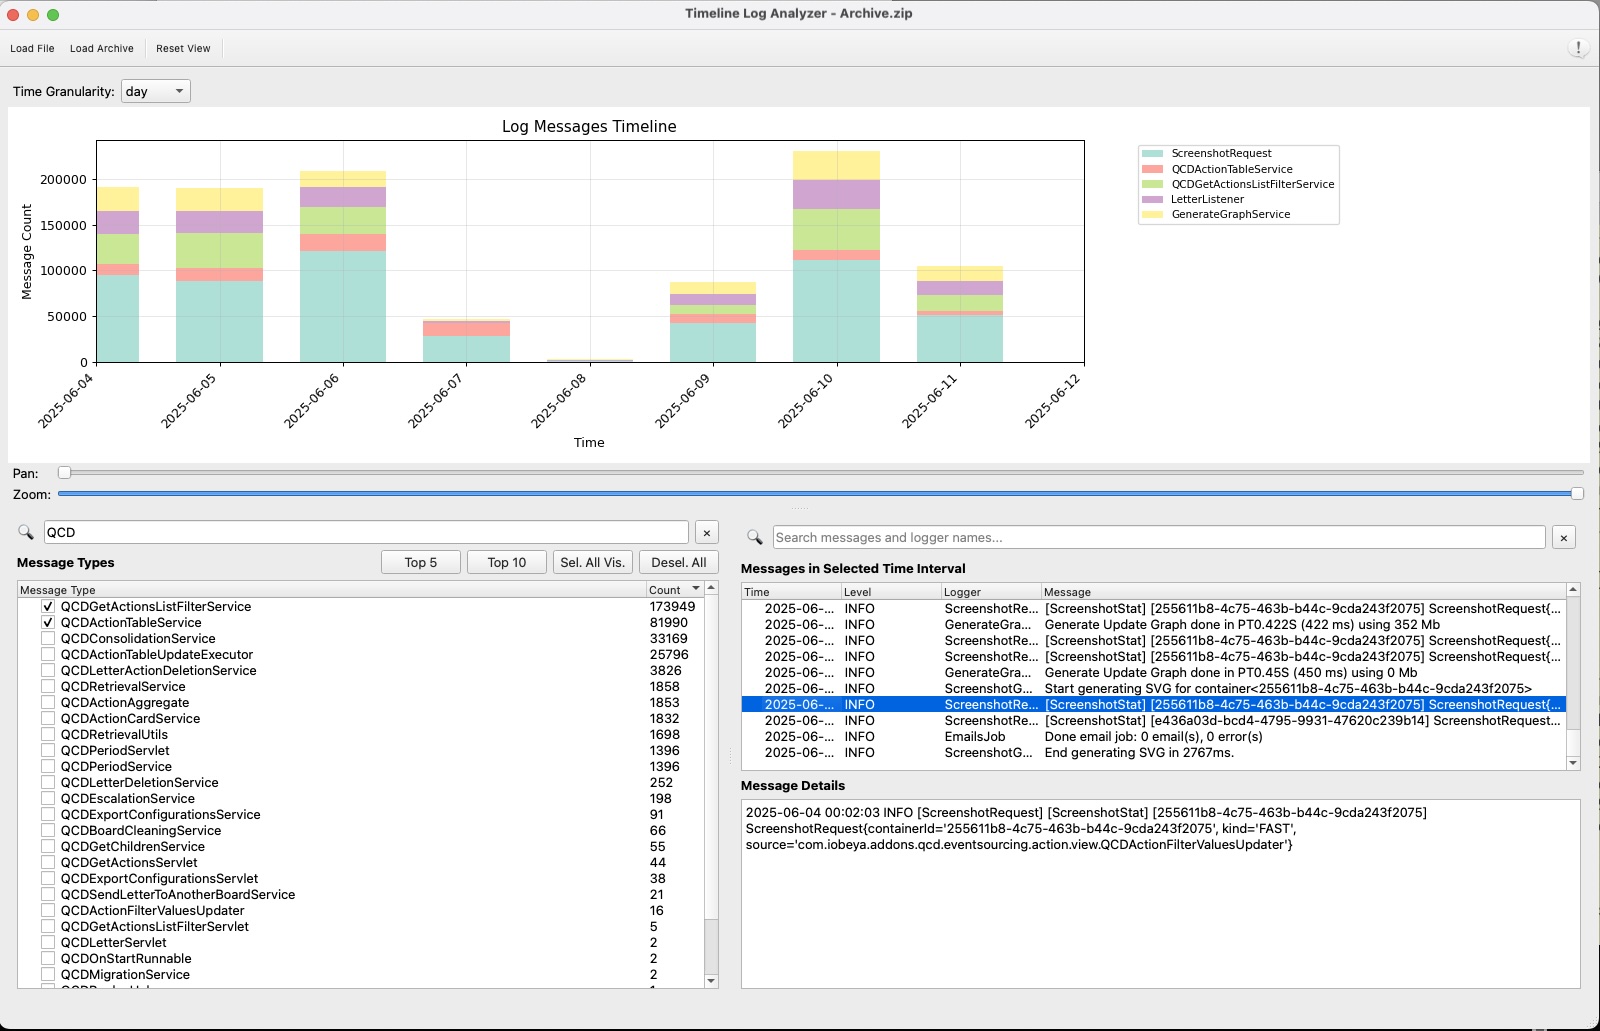 Timeline Log Analyzer - Archive.zip
Load File Load Archive Reset View
Time Granularity: day
Log Messages Timeline
Message Count
200000
150000
100000
50000
0
2025-06-04 2025-06-05 2025-06-06 2025-06-07 2025-06-08 2025-06-09 2025-06-10 2025-06-11 2025-06-12
Time
ScreenshotRequest
QCDActionTableService
QCDGetActionsListFilterService
LetterListener
GenerateGraphService
Pan:
Zoom:
QCD
Message Types Top 5 Top 10 Sel. All Vis. Desel. All
Message Type Count
QCDGetActionsListFilterService 173949
QCDActionTableService 81990
QCDConsolidationService 33169
QCDActionTableUpdateExecutor 25796
QCDLetterActionDeletionService 3826
QCDRetrievalService 1858
QCDActionAggregate 1853
QCDActionCardService 1832
QCDRetrievalUtils 1698
QCDPeriodServlet 1396
QCDPeriodService 1396
QCDLetterDeletionService 252
QCDEscalationService 198
QCDExportConfigurationsService 91
QCDBoardCleaningService 66
QCDGetChildrenService 55
QCDGetActionsServlet 44
QCDExportConfigurationsServlet 38
QCDSendLetterToAnotherBoardService 21
QCDActionFilterValuesUpdater 16
QCDGetActionsListFilterServlet 5
QCDLetterServlet 2
QCDOnStartRunnable 2
QCDMigrationService 2
Search messages and logger names...
Messages in Selected Time Interval
Time Level Logger Message
2025-06-... INFO ScreenshotRe... [ScreenshotStat] [255611b8-4c75-463b-b44c-9cda243f2075] ScreenshotRequest{...
2025-06-... INFO GenerateGra... Generate Update Graph done in PT0.422S (422 ms) using 352 Mb
2025-06-... INFO ScreenshotRe... [ScreenshotStat] [255611b8-4c75-463b-b44c-9cda243f2075] ScreenshotRequest{...
2025-06-... INFO ScreenshotRe... [ScreenshotStat] [255611b8-4c75-463b-b44c-9cda243f2075] ScreenshotRequest{...
2025-06-... INFO GenerateGra... Generate Update Graph done in PT0.45S (450 ms) using 0 Mb
2025-06-... INFO ScreenshotG... Start generating SVG for container<255611b8-4c75-463b-b44c-9cda243f2075>
2025-06-... INFO ScreenshotRe... [ScreenshotStat] [255611b8-4c75-463b-b44c-9cda243f2075] ScreenshotRequest{...
2025-06-... INFO ScreenshotRe... [ScreenshotStat] [e436a03d-bcd4-4795-9931-47620c239b14] ScreenshotRequest...
2025-06-... INFO EmailsJob Done email job: 0 email(s), 0 error(s)
2025-06-... INFO ScreenshotG... End generating SVG in 2767ms.
Message Details
2025-06-04 00:02:03 INFO [ScreenshotRequest] [ScreenshotStat] [255611b8-4c75-463b-b44c-9cda243f2075]
ScreenshotRequest{containerId='255611b8-4c75-463b-b44c-9cda243f2075', kind='FAST',
source='com.iobeya.addons.qcd.eventsourcing.action.view.QCDActionFilterValuesUpdater'}